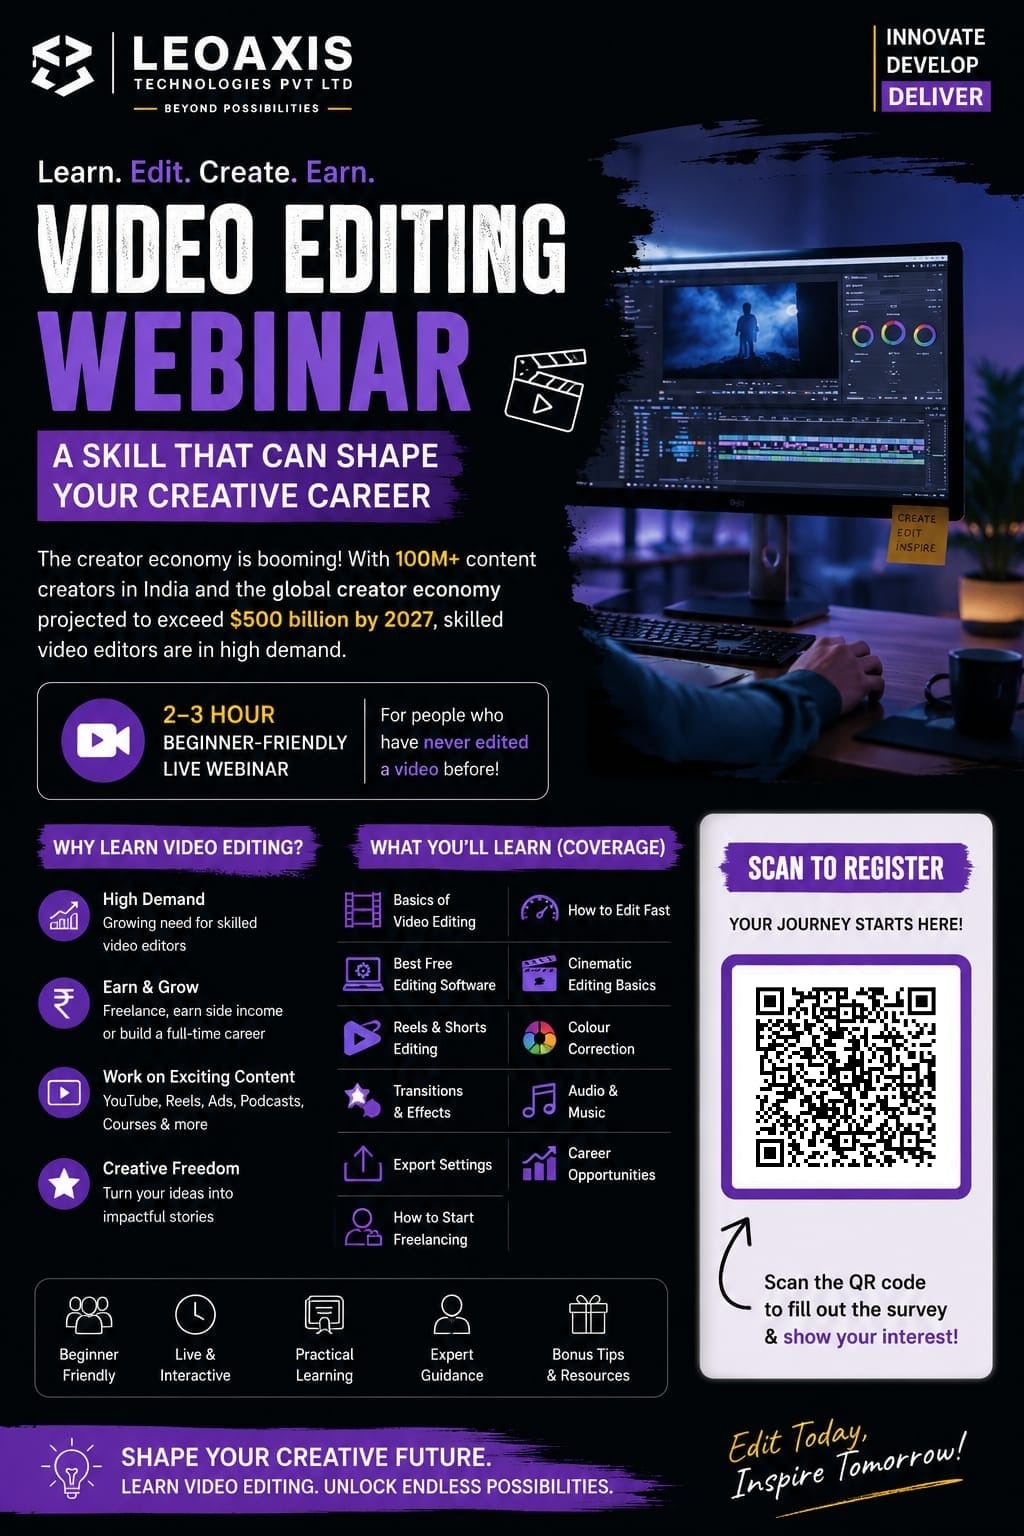 LEOAXIS
TECHNOLOGIES PVT LTD
BEYOND POSSIBILITIES
INNOVATE
DEVELOP
DELIVER
Learn. Edit. Create. Earn.
VIDEO EDITING
WEBINAR
A SKILL THAT CAN SHAPE
YOUR CREATIVE CAREER
The creator economy is booming! With 100M+ content
creators in India and the global creator economy
projected to exceed $500 billion by 2027, skilled
video editors are in high demand.
CREATE
EDIT
INSPIRE
2–3 HOUR
BEGINNER-FRIENDLY
LIVE WEBINAR
For people who
have never edited
a video before!
WHY LEARN VIDEO EDITING?
High Demand
Growing need for skilled
video editors
Earn & Grow
Freelance, earn side income
or build a full-time career
Work on Exciting Content
YouTube, Reels, Ads, Podcasts,
Courses & more
Creative Freedom
Turn your ideas into
impactful stories
WHAT YOU'LL LEARN (COVERAGE)
Basics of
Video Editing
How to Edit Fast
Best Free
Editing Software
Cinematic
Editing Basics
Reels & Shorts
Editing
Colour
Correction
Transitions
& Effects
Audio &
Music
Export Settings
Career
Opportunities
How to Start
Freelancing
SCAN TO REGISTER
YOUR JOURNEY STARTS HERE!
Scan the QR code
to fill out the survey
& show your interest!
Beginner
Friendly
Live &
Interactive
Practical
Learning
Expert
Guidance
Bonus Tips
& Resources
SHAPE YOUR CREATIVE FUTURE.
LEARN VIDEO EDITING. UNLOCK ENDLESS POSSIBILITIES.
Edit Today,
Inspire Tomorrow!